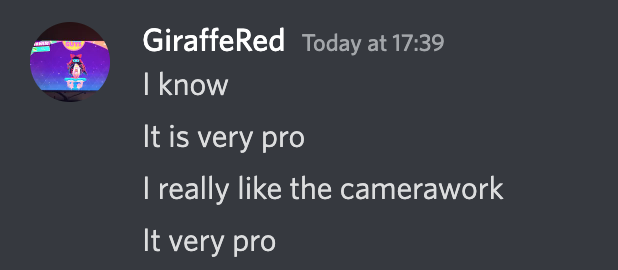 GiraffeRed Today at 17:39
I know
It is very pro
I really like the camerawork
It very pro